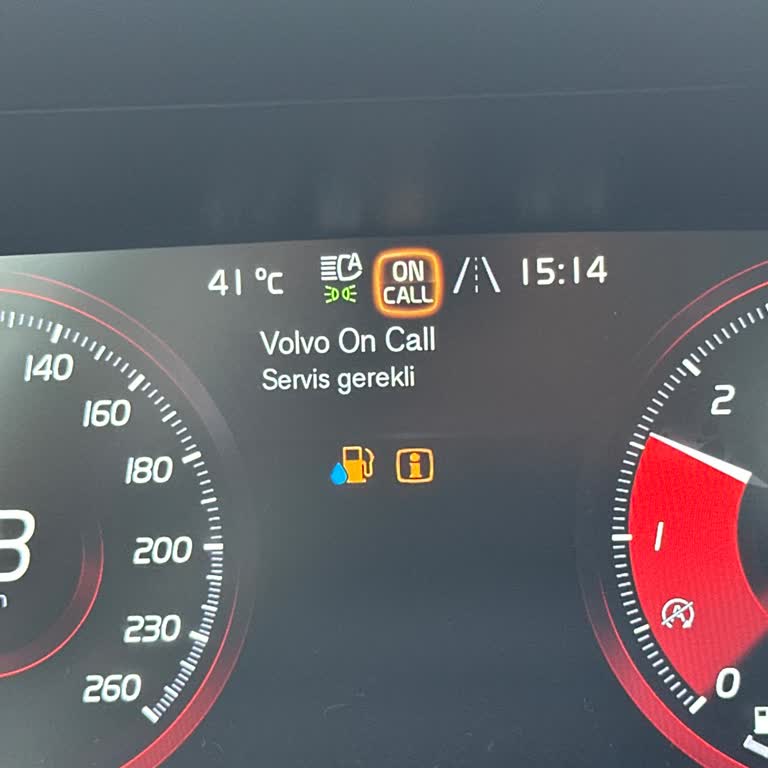 41 °C
A
ON
CALL
15:14
Volvo On Call
Servis gerekli
140
160
180
200
230
260
2
1
A
0
i